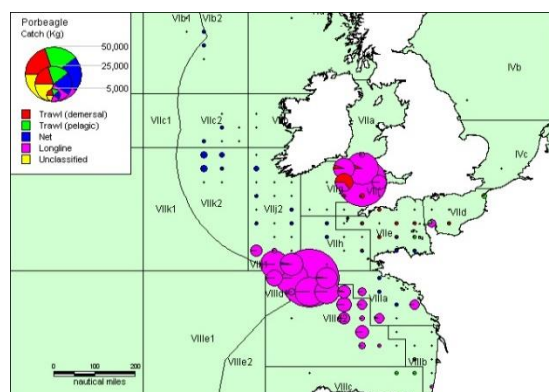 Porbeagle
Catch (Kg)
50,000
25,000
5,000
Trawl (demersal)
Trawl (pelagic)
Net
Longline
Unclassified
VIb1
VIb2
IVb
VIIc1
VIIc2
VIIa
IVc
VIIk1
VIIk2
VIIj2
VIId
VIIe
VIIh
VIIId
VIIIa
VIIIe1
VIIIe2
VIIIb
VIIIc
0
100
200
nautical miles